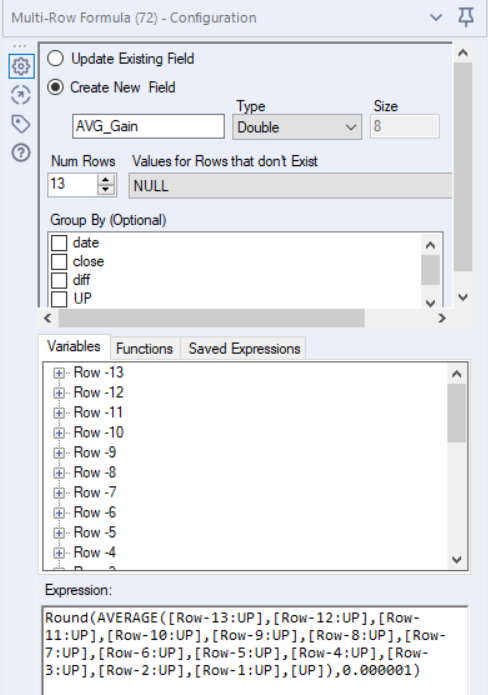 Multi-Row Formula (72) - Configuration
Update Existing Field
Create New Field
Type
Size
AVG_Gain
Double
8
Num Rows
Values for Rows that don't Exist
13
NULL
Group By (Optional)
date
close
diff
UP
Variables
Functions
Saved Expressions
Row -13
Row -12
Row -11
Row -10
Row -9
Row -8
Row -7
Row -6
Row -5
Row -4
Expression:
Round(AVERAGE([Row-13:UP],[Row-12:UP],[Row-
11:UP],[Row-10:UP],[Row-9:UP],[Row-8:UP],[Row-
7:UP],[Row-6:UP],[Row-5:UP],[Row-4:UP],[Row-
3:UP],[Row-2:UP],[Row-1:UP],[UP]),0.000001)